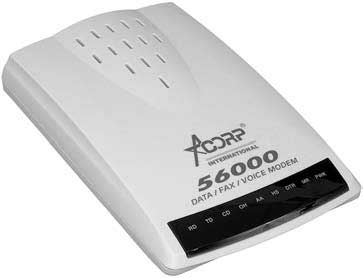 ACORP
INTERNATIONAL
56000
DATA / FAX / VOICE MODEM
RD TD CD OH AA HS DTR MR PWR